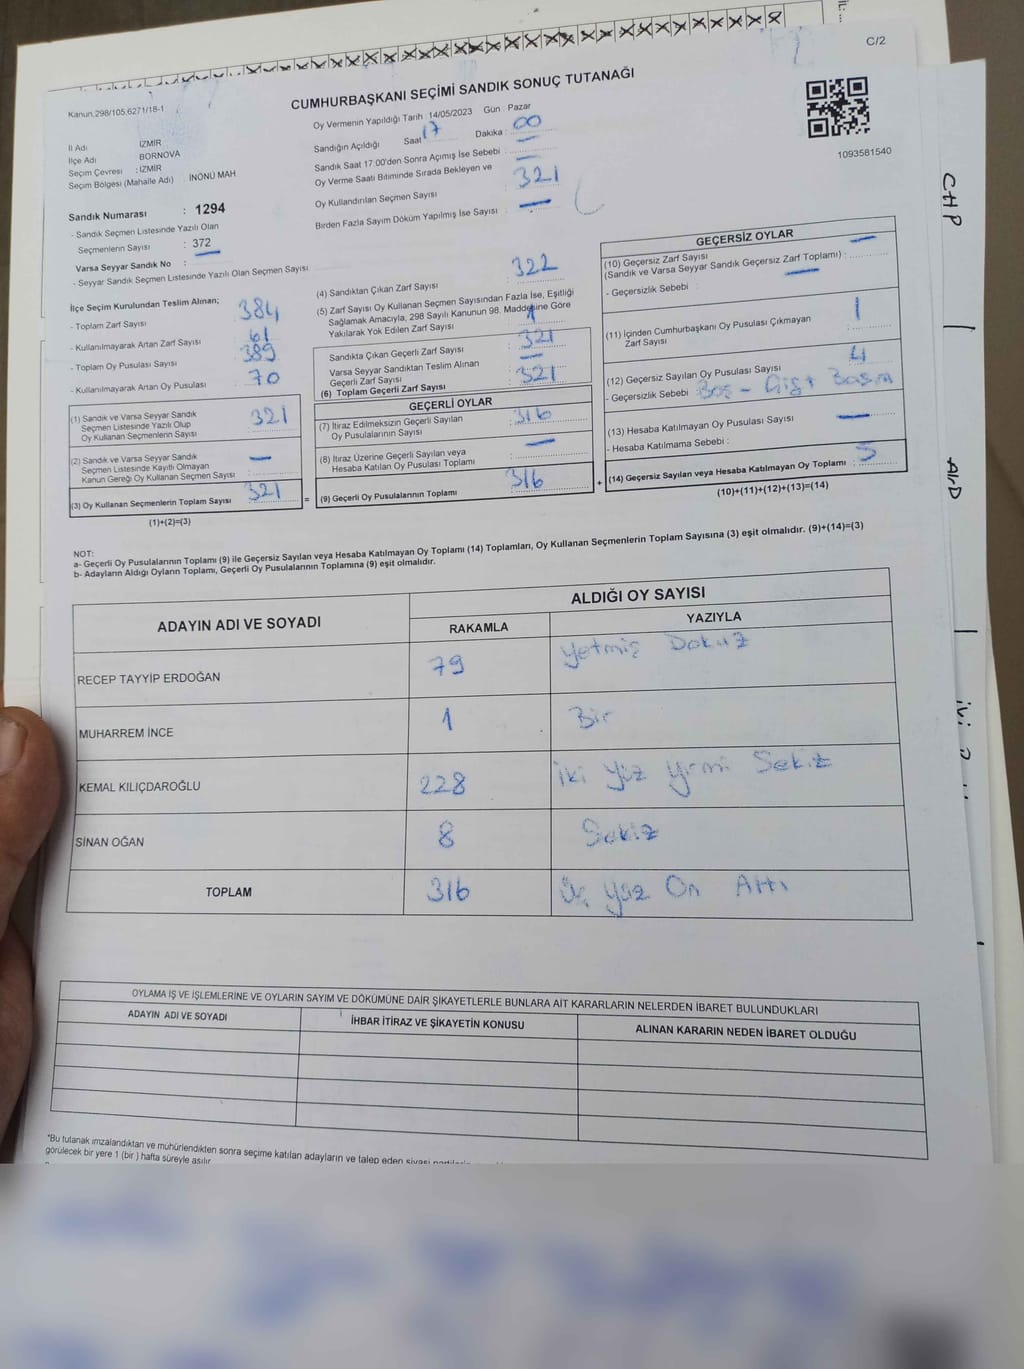 C/2
Kanun,298/105,6271/18-1
CUMHURBAŞKANI SEÇİMİ SANDIK SONUÇ TUTANAĞI
Oy Vermenin Yapıldığı Tarih 14/05/2023 Gün : Pazar
Sandığın Açıldığı Saat 17 Dakika : 00
Sandık Saat 17:00'den Sonra Açımış İse Sebebi : —
Oy Verme Saati Bitiminde Sırada Bekleyen ve
Oy Kullandırılan Seçmen Sayısı : 321
Birden Fazla Sayım Döküm Yapılmış İse Sayısı : —
1093581540
İl Adı İZMİR
İlçe Adı BORNOVA
Seçim Çevresi : İZMİR
Seçim Bölgesi (Mahalle Adı) : İNÖNÜ MAH
Sandık Numarası : 1294
- Sandık Seçmen Listesinde Yazılı Olan
Seçmenlerin Sayısı : 372
Varsa Seyyar Sandık No : —
- Seyyar Sandık Seçmen Listesinde Yazılı Olan Seçmen Sayısı
İlçe Seçim Kurulundan Teslim Alınan;
- Toplam Zarf Sayısı 384
- Kullanılmayarak Artan Zarf Sayısı 61
- Toplam Oy Pusulası Sayısı 389
- Kullanılmayarak Artan Oy Pusulası 70
(1) Sandık ve Varsa Seyyar Sandık
Seçmen Listesinde Yazılı Olup
Oy Kullanan Seçmenlerin Sayısı 321
(2) Sandık ve Varsa Seyyar Sandık
Seçmen Listesinde Kayıtlı Olmayan
Kanun Gereği Oy Kullanan Seçmen Sayısı : —
(3) Oy Kullanan Seçmenlerin Toplam Sayısı 321
(1)+(2)=(3)
(4) Sandıktan Çıkan Zarf Sayısı : 322
(5) Zarf Sayısı Oy Kullanan Seçmen Sayısından Fazla İse, Eşitliği
Sağlamak Amacıyla, 298 Sayılı Kanunun 98. Maddesine Göre
Yakılarak Yok Edilen Zarf Sayısı : 1
Sandıkta Çıkan Geçerli Zarf Sayısı : 321
Varsa Seyyar Sandıktan Teslim Alınan
Geçerli Zarf Sayısı : —
(6) Toplam Geçerli Zarf Sayısı : 321
GEÇERLİ OYLAR
(7) İtiraz Edilmeksizin Geçerli Sayılan
Oy Pusulalarının Sayısı : 316
(8) İtiraz Üzerine Geçerli Sayılan veya
Hesaba Katılan Oy Pusulası Toplamı : —
= (9) Geçerli Oy Pusulalarının Toplamı 316
GEÇERSİZ OYLAR
(10) Geçersiz Zarf Sayısı
(Sandık ve Varsa Seyyar Sandık Geçersiz Zarf Toplamı) : —
- Geçersizlik Sebebi : —
(11) İçinden Cumhurbaşkanı Oy Pusulası Çıkmayan
Zarf Sayısı : 1
(12) Geçersiz Sayılan Oy Pusulası Sayısı : 4
- Geçersizlik Sebebi : Boş - Çift Basım
(13) Hesaba Katılmayan Oy Pusulası Sayısı : —
- Hesaba Katılmama Sebebi :
+ (14) Geçersiz Sayılan veya Hesaba Katılmayan Oy Toplamı : 5
(10)+(11)+(12)+(13)=(14)
NOT:
a- Geçerli Oy Pusulalarının Toplamı (9) ile Geçersiz Sayılan veya Hesaba Katılmayan Oy Toplamı (14) Toplamları, Oy Kullanan Seçmenlerin Toplam Sayısına (3) eşit olmalıdır. (9)+(14)=(3)
b- Adayların Aldığı Oyların Toplamı, Geçerli Oy Pusulalarının Toplamına (9) eşit olmalıdır.
ADAYIN ADI VE SOYADI
ALDIĞI OY SAYISI
RAKAMLA YAZIYLA
RECEP TAYYİP ERDOĞAN 79 Yetmiş Dokuz
MUHARREM İNCE 1 Bir
KEMAL KILIÇDAROĞLU 228 İki Yüz Yirmi Sekiz
SİNAN OĞAN 8 Sekiz
TOPLAM 316 Üç Yüz On Altı
OYLAMA İŞ VE İŞLEMLERİNE VE OYLARIN SAYIM VE DÖKÜMÜNE DAİR ŞİKAYETLERLE BUNLARA AİT KARARLARIN NELERDEN İBARET BULUNDUKLARI
ADAYIN ADI VE SOYADI İHBAR İTİRAZ VE ŞİKAYETİN KONUSU ALINAN KARARIN NEDEN İBARET OLDUĞU
*Bu tutanak imzalandıktan ve mühürlendikten sonra seçime katılan adayların ve talep eden siyasi
görülecek bir yere 1 (bir) hafta süreyle asılır
CHP